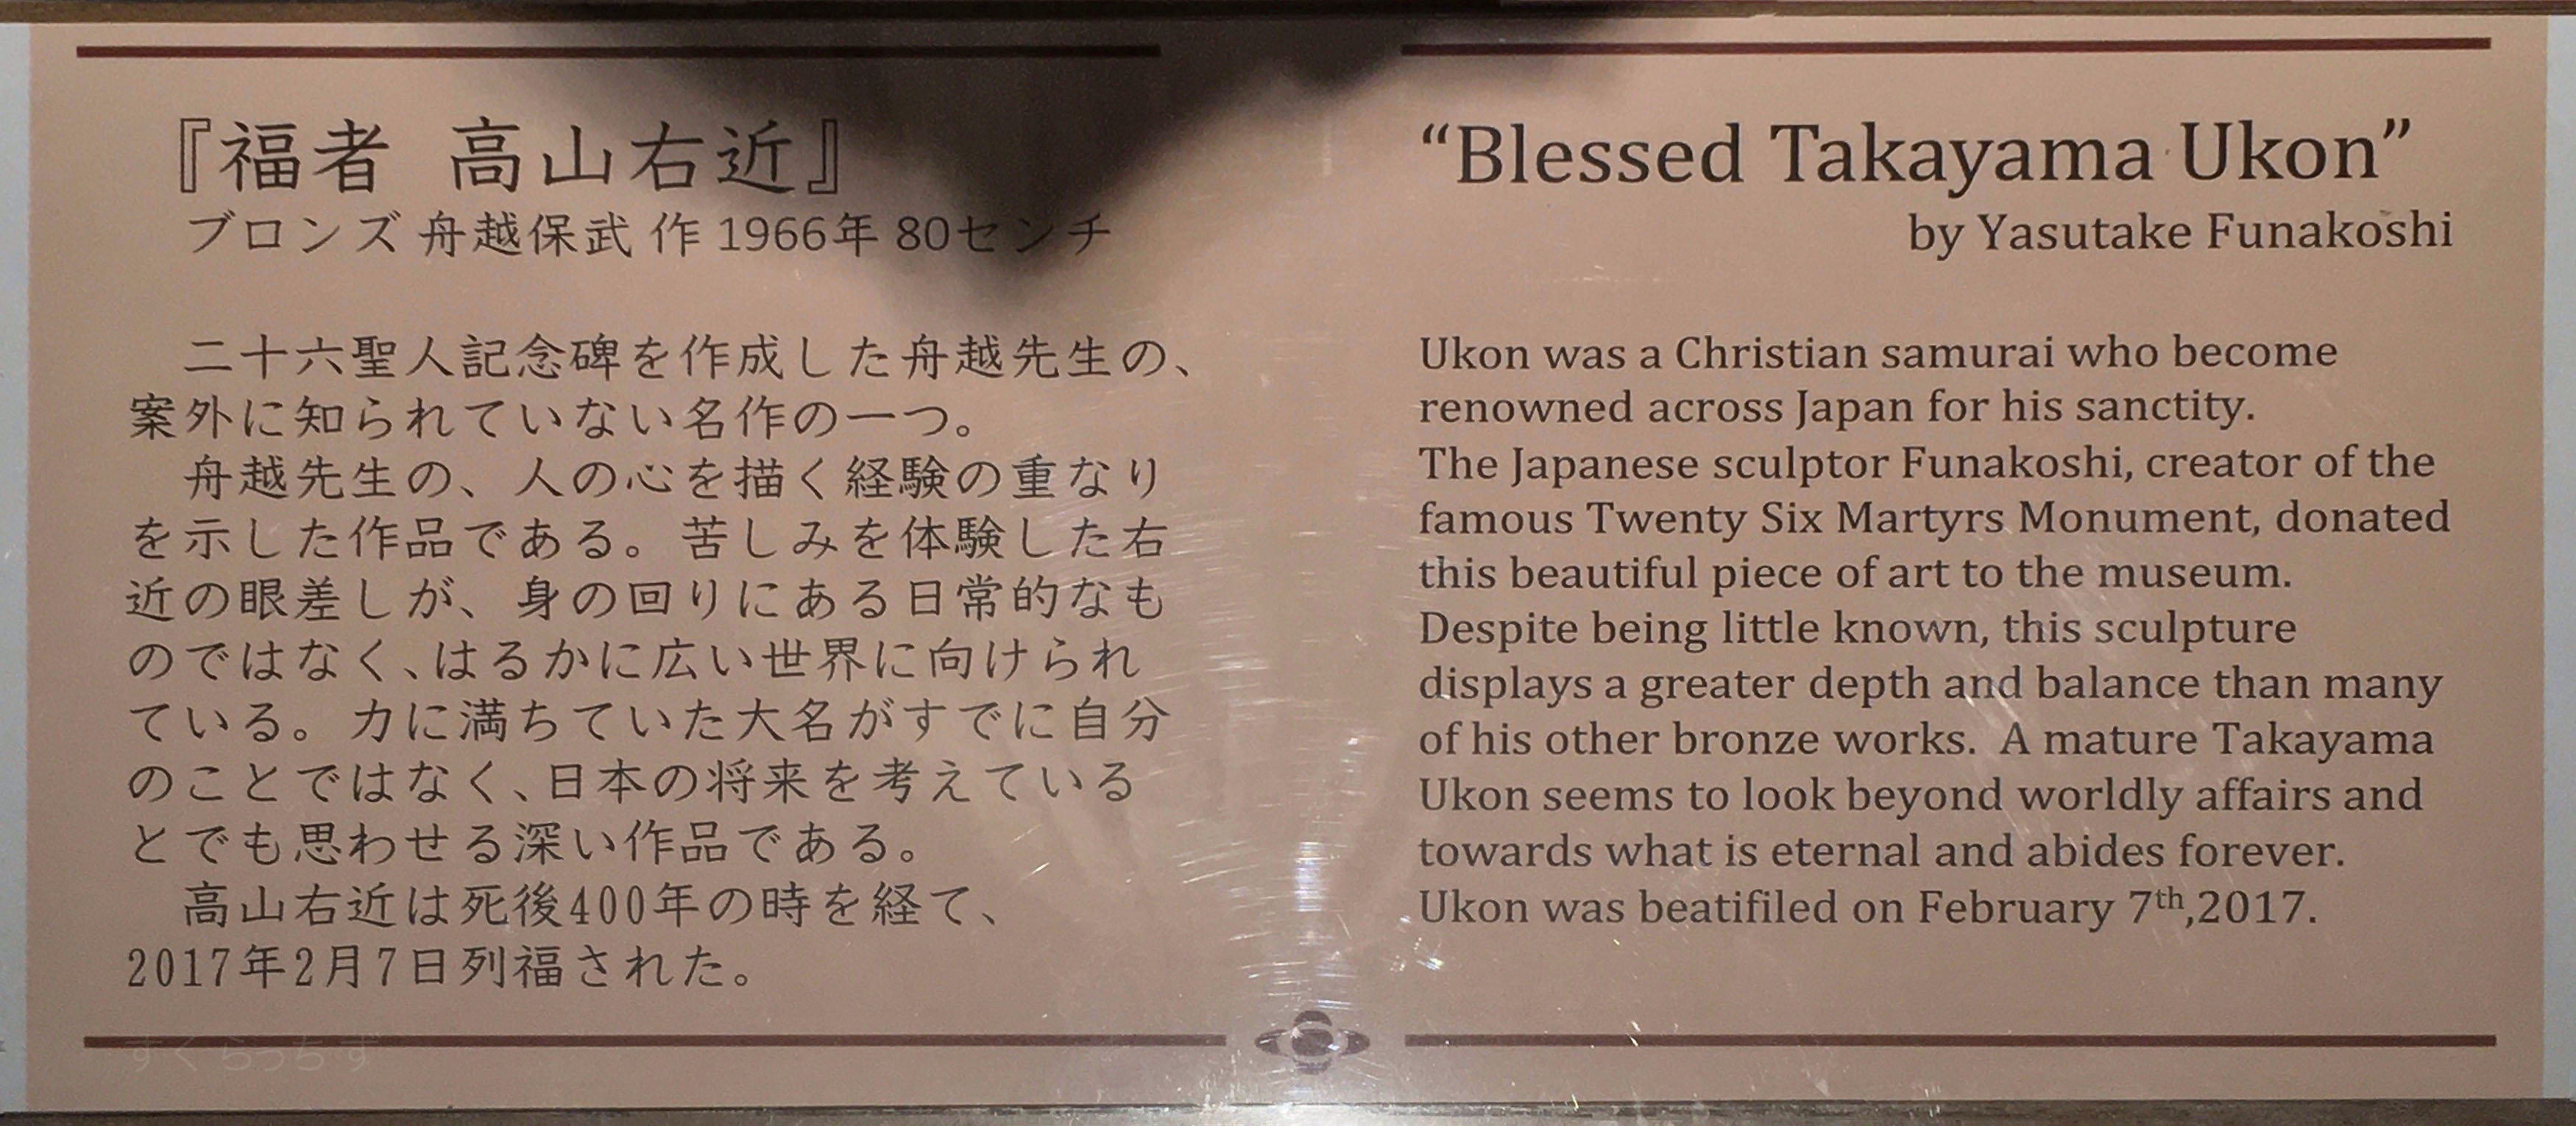 『福者 高山右近』
ブロンズ 舟越保武 作 1966年 80センチ
二十六聖人記念碑を作成した舟越先生の、
案外に知られていない名作の一つ。
舟越先生の、人の心を描く経験の重なり
を示した作品である。苦しみを体験した右
近の眼差しが、身の回りにある日常的なも
のではなく、はるかに広い世界に向けられ
ている。力に満ちていた大名がすでに自分
のことではなく、日本の将来を考えている
とでも思わせる深い作品である。
高山右近は死後400年の時を経て、
2017年2月7日列福された。
“Blessed Takayama Ukon”
by Yasutake Funakoshi
Ukon was a Christian samurai who become
renowned across Japan for his sanctity.
The Japanese sculptor Funakoshi, creator of the
famous Twenty Six Martyrs Monument, donated
this beautiful piece of art to the museum.
Despite being little known, this sculpture
displays a greater depth and balance than many
of his other bronze works. A mature Takayama
Ukon seems to look beyond worldly affairs and
towards what is eternal and abides forever.
Ukon was beatifiled on February 7th,2017.
すくらっちず